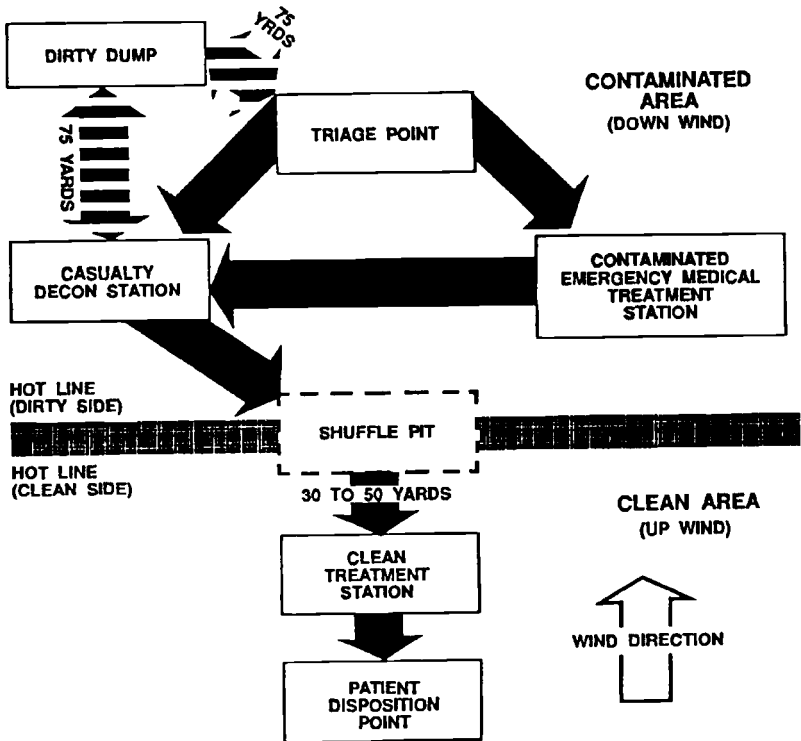 75
YRDS
DIRTY DUMP
CONTAMINATED
AREA
(DOWN WIND)
TRIAGE POINT
75 YARDS
CASUALTY
DECON STATION
CONTAMINATED
EMERGENCY MEDICAL
TREATMENT
STATION
HOT LINE
(DIRTY SIDE)
SHUFFLE PIT
HOT LINE
(CLEAN SIDE)
30 TO 50 YARDS
CLEAN AREA
(UP WIND)
CLEAN
TREATMENT
STATION
WIND DIRECTION
PATIENT
DISPOSITION
POINT